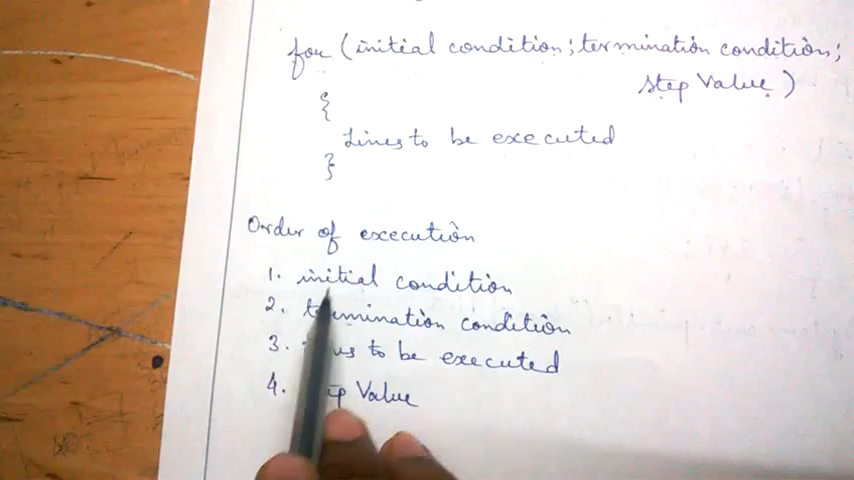 for (initial condition; termination condition;
step Value)
{
Lines to be executed
}
Order of execution
1. initial condition
2. termination condition
3. to be executed
4. Value